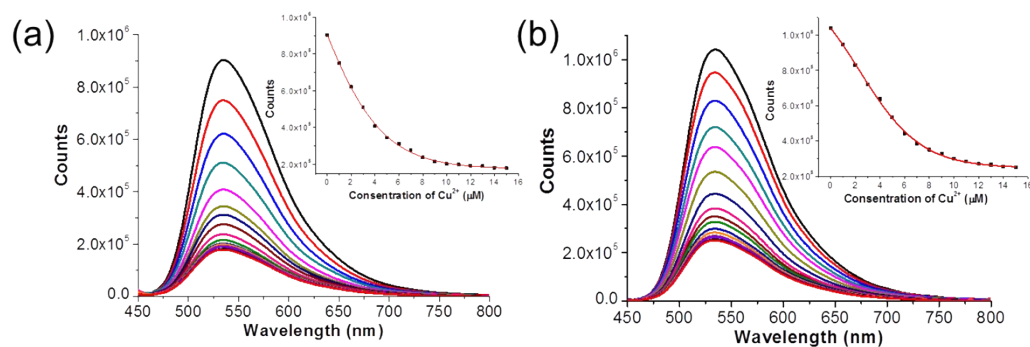 (a)
Counts
1.0x10⁶
8.0x10⁵
6.0x10⁵
4.0x10⁵
2.0x10⁵
0.0
450 500 550 600 650 700 750 800
Wavelength (nm)
Counts
1.0x10⁶
8.0x10⁵
6.0x10⁵
4.0x10⁵
2.0x10⁵
0 2 4 6 8 10 12 14 16
Consentration of Cu²⁺ (μM)
(b)
Counts
1.0x10⁶
8.0x10⁵
6.0x10⁵
4.0x10⁵
2.0x10⁵
0.0
450 500 550 600 650 700 750 800
Wavelength (nm)
Counts
1.0x10⁶
8.0x10⁵
6.0x10⁵
4.0x10⁵
2.0x10⁵
0 2 4 6 8 10 12 14 16
Consentration of Cu²⁺ (μM)